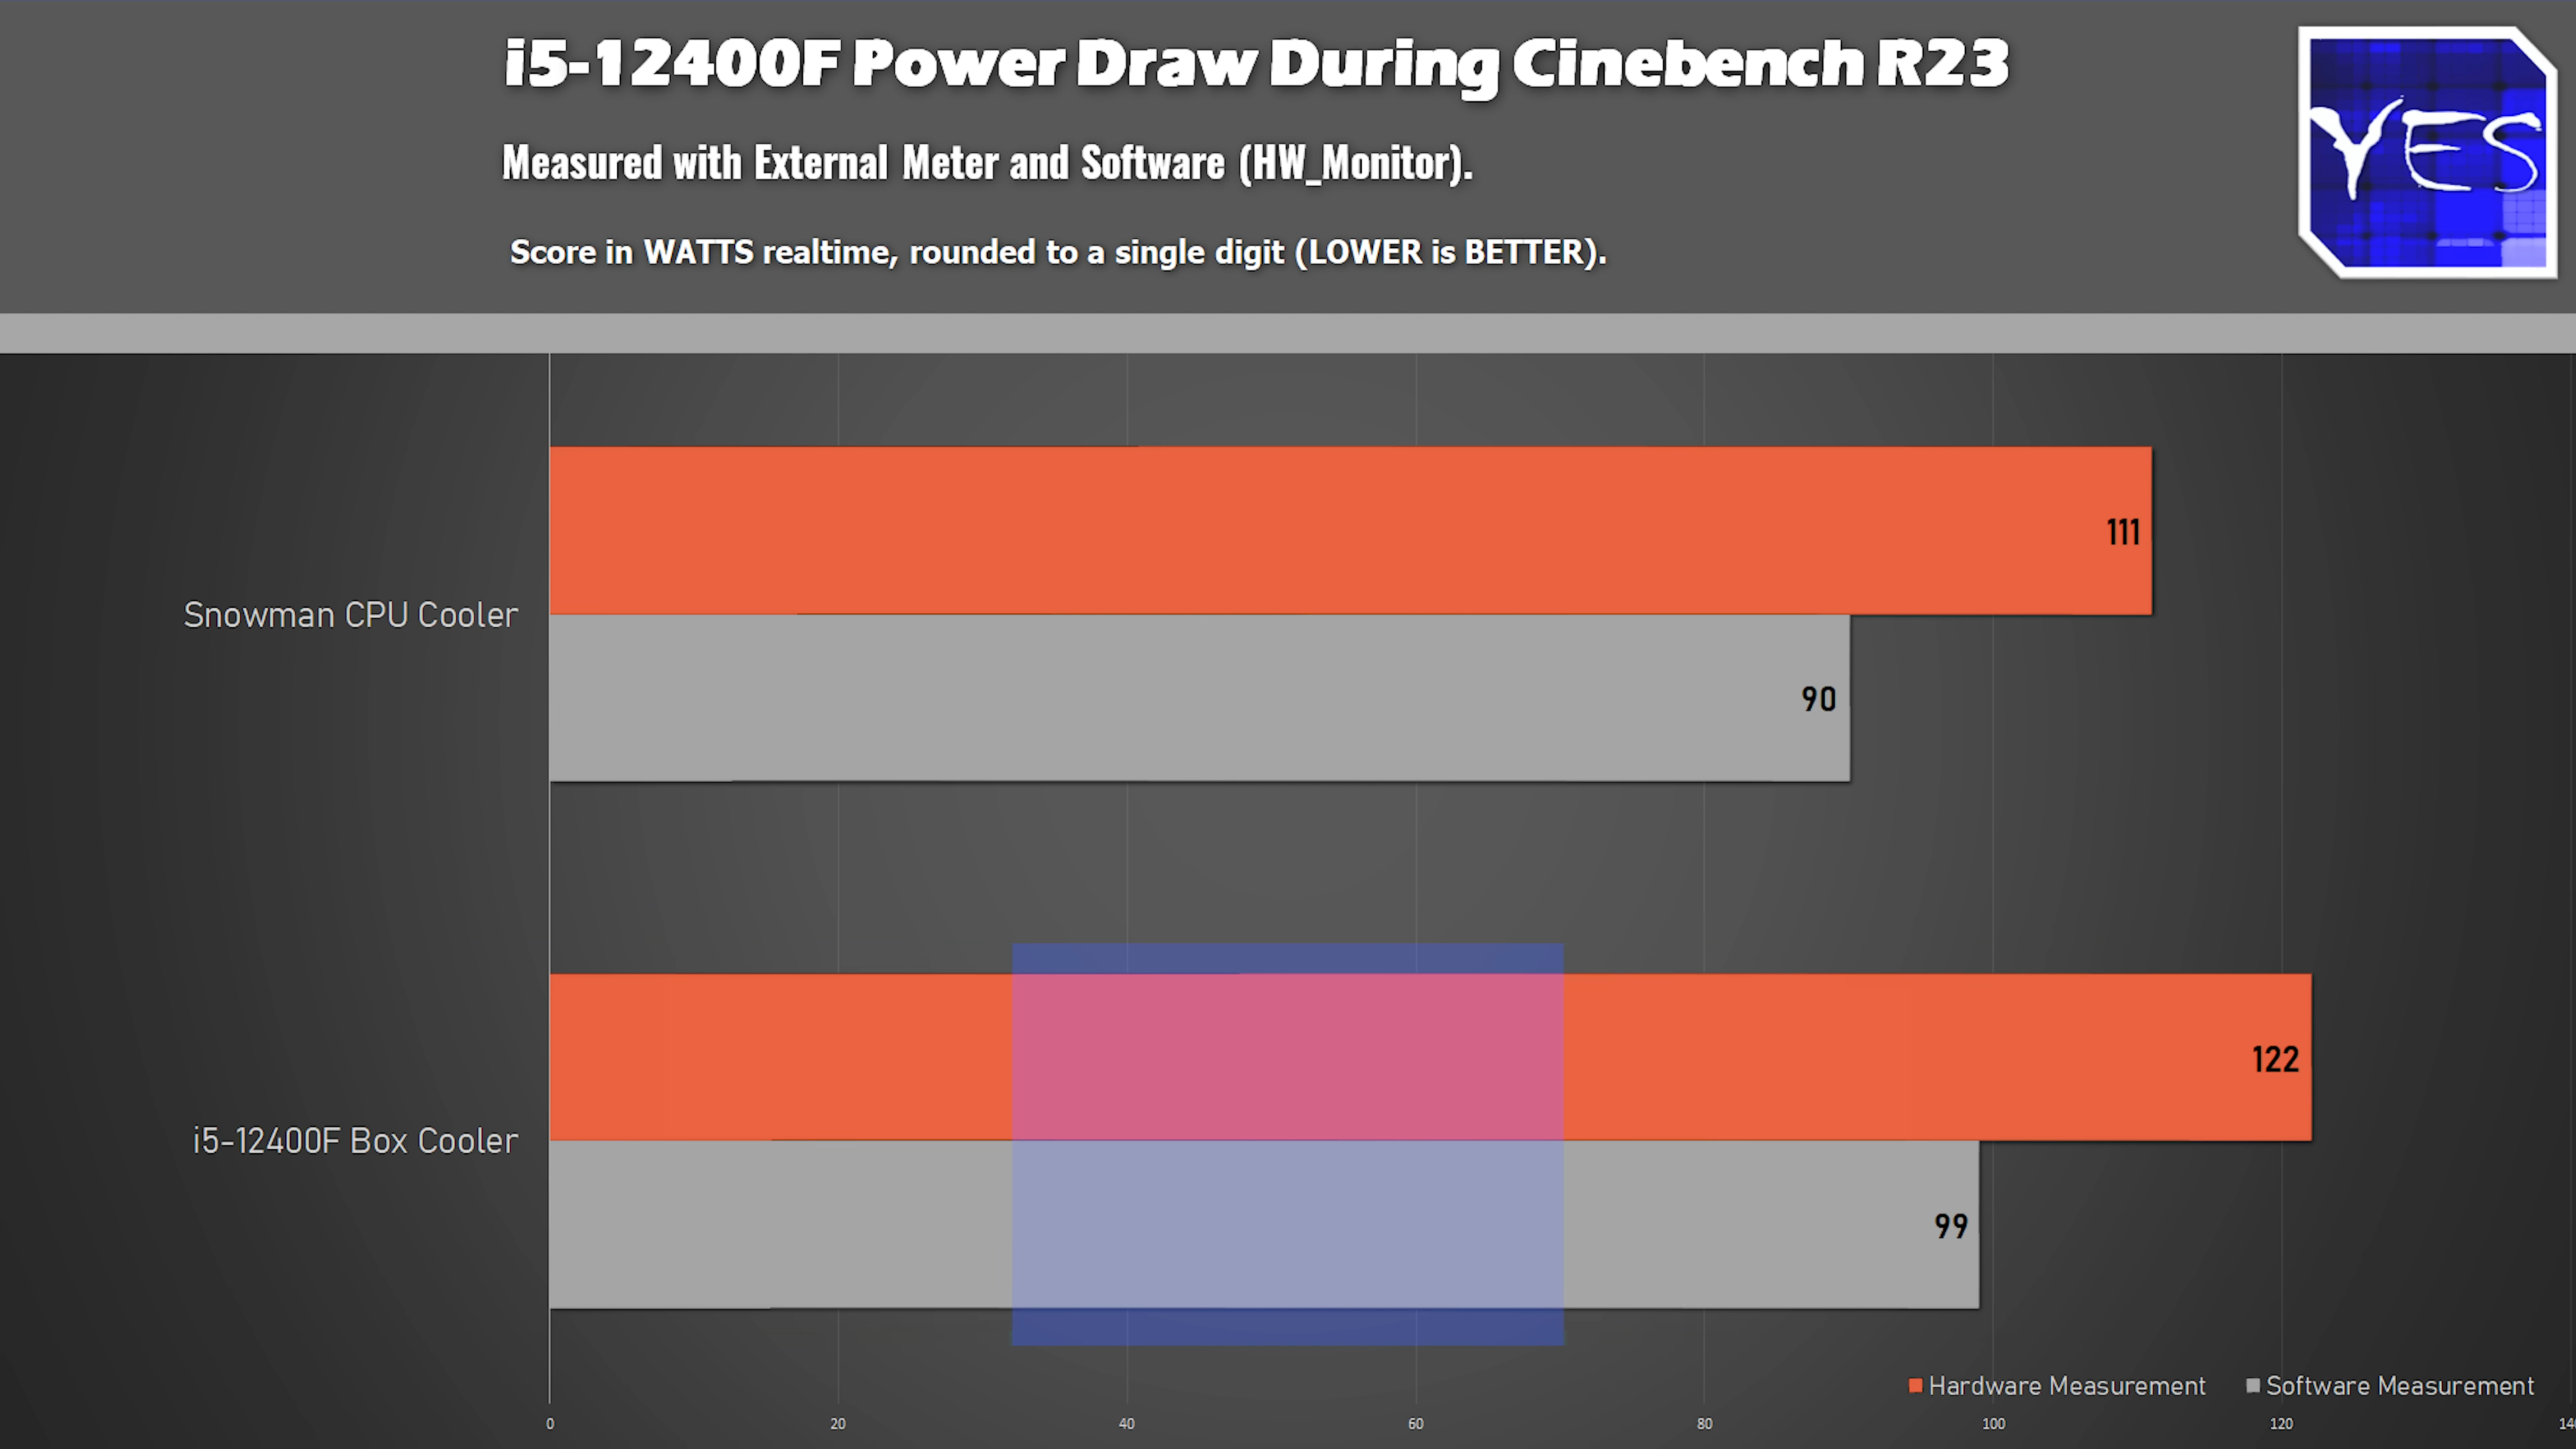 i5-12400F Power Draw During Cinebench R23
YES
Measured with External Meter and Software (HW_Monitor).
Score in WATTS realtime, rounded to a single digit (LOWER is BETTER).
Snowman CPU Cooler
111
90
i5-12400F Box Cooler
122
99
Hardware Measurement Software Measurement
0 20 40 60 80 100 120